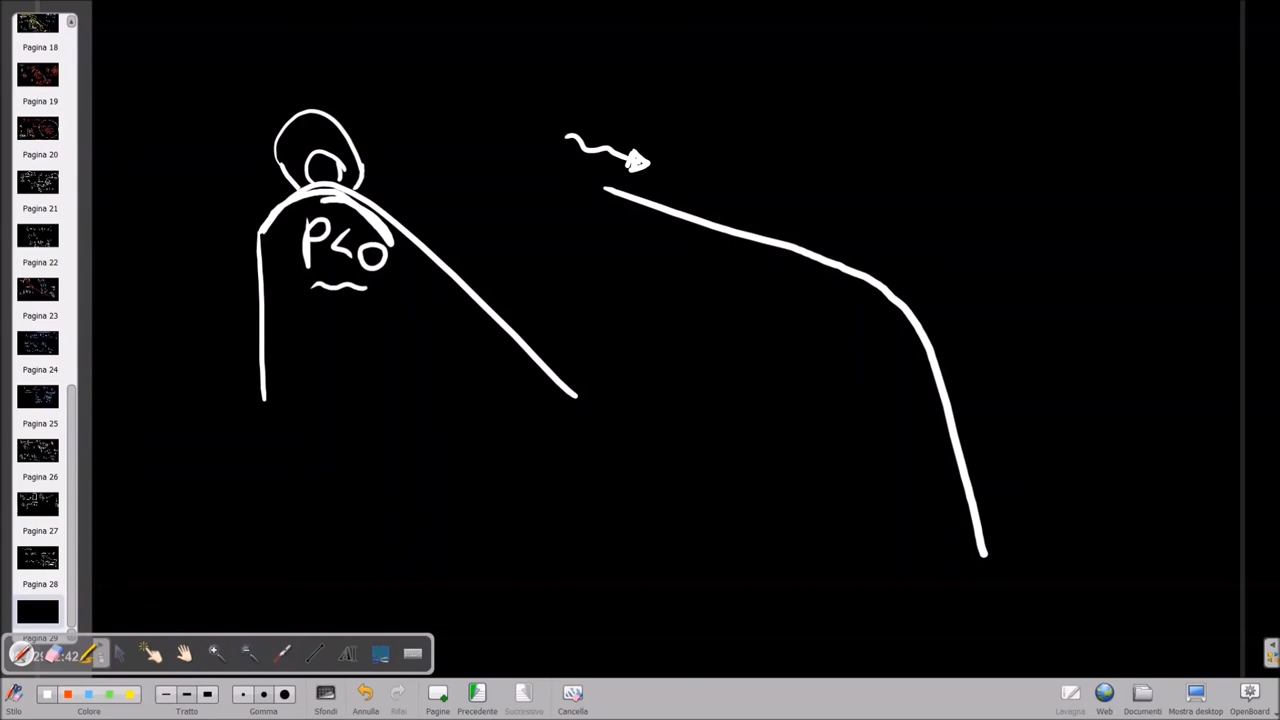 Pagina 18
Pagina 19
Pagina 20
Pagina 21
Pagina 22
Pagina 23
Pagina 24
Pagina 25
Pagina 26
Pagina 27
Pagina 28
P<0
Stilo
Colore
Tratto
Gomma
Sfondi
Annulla
Rifai
Pagine
Precedente
Successivo
Cancella
Lavagna
Web
Documenti
Mostra desktop
OpenBoard